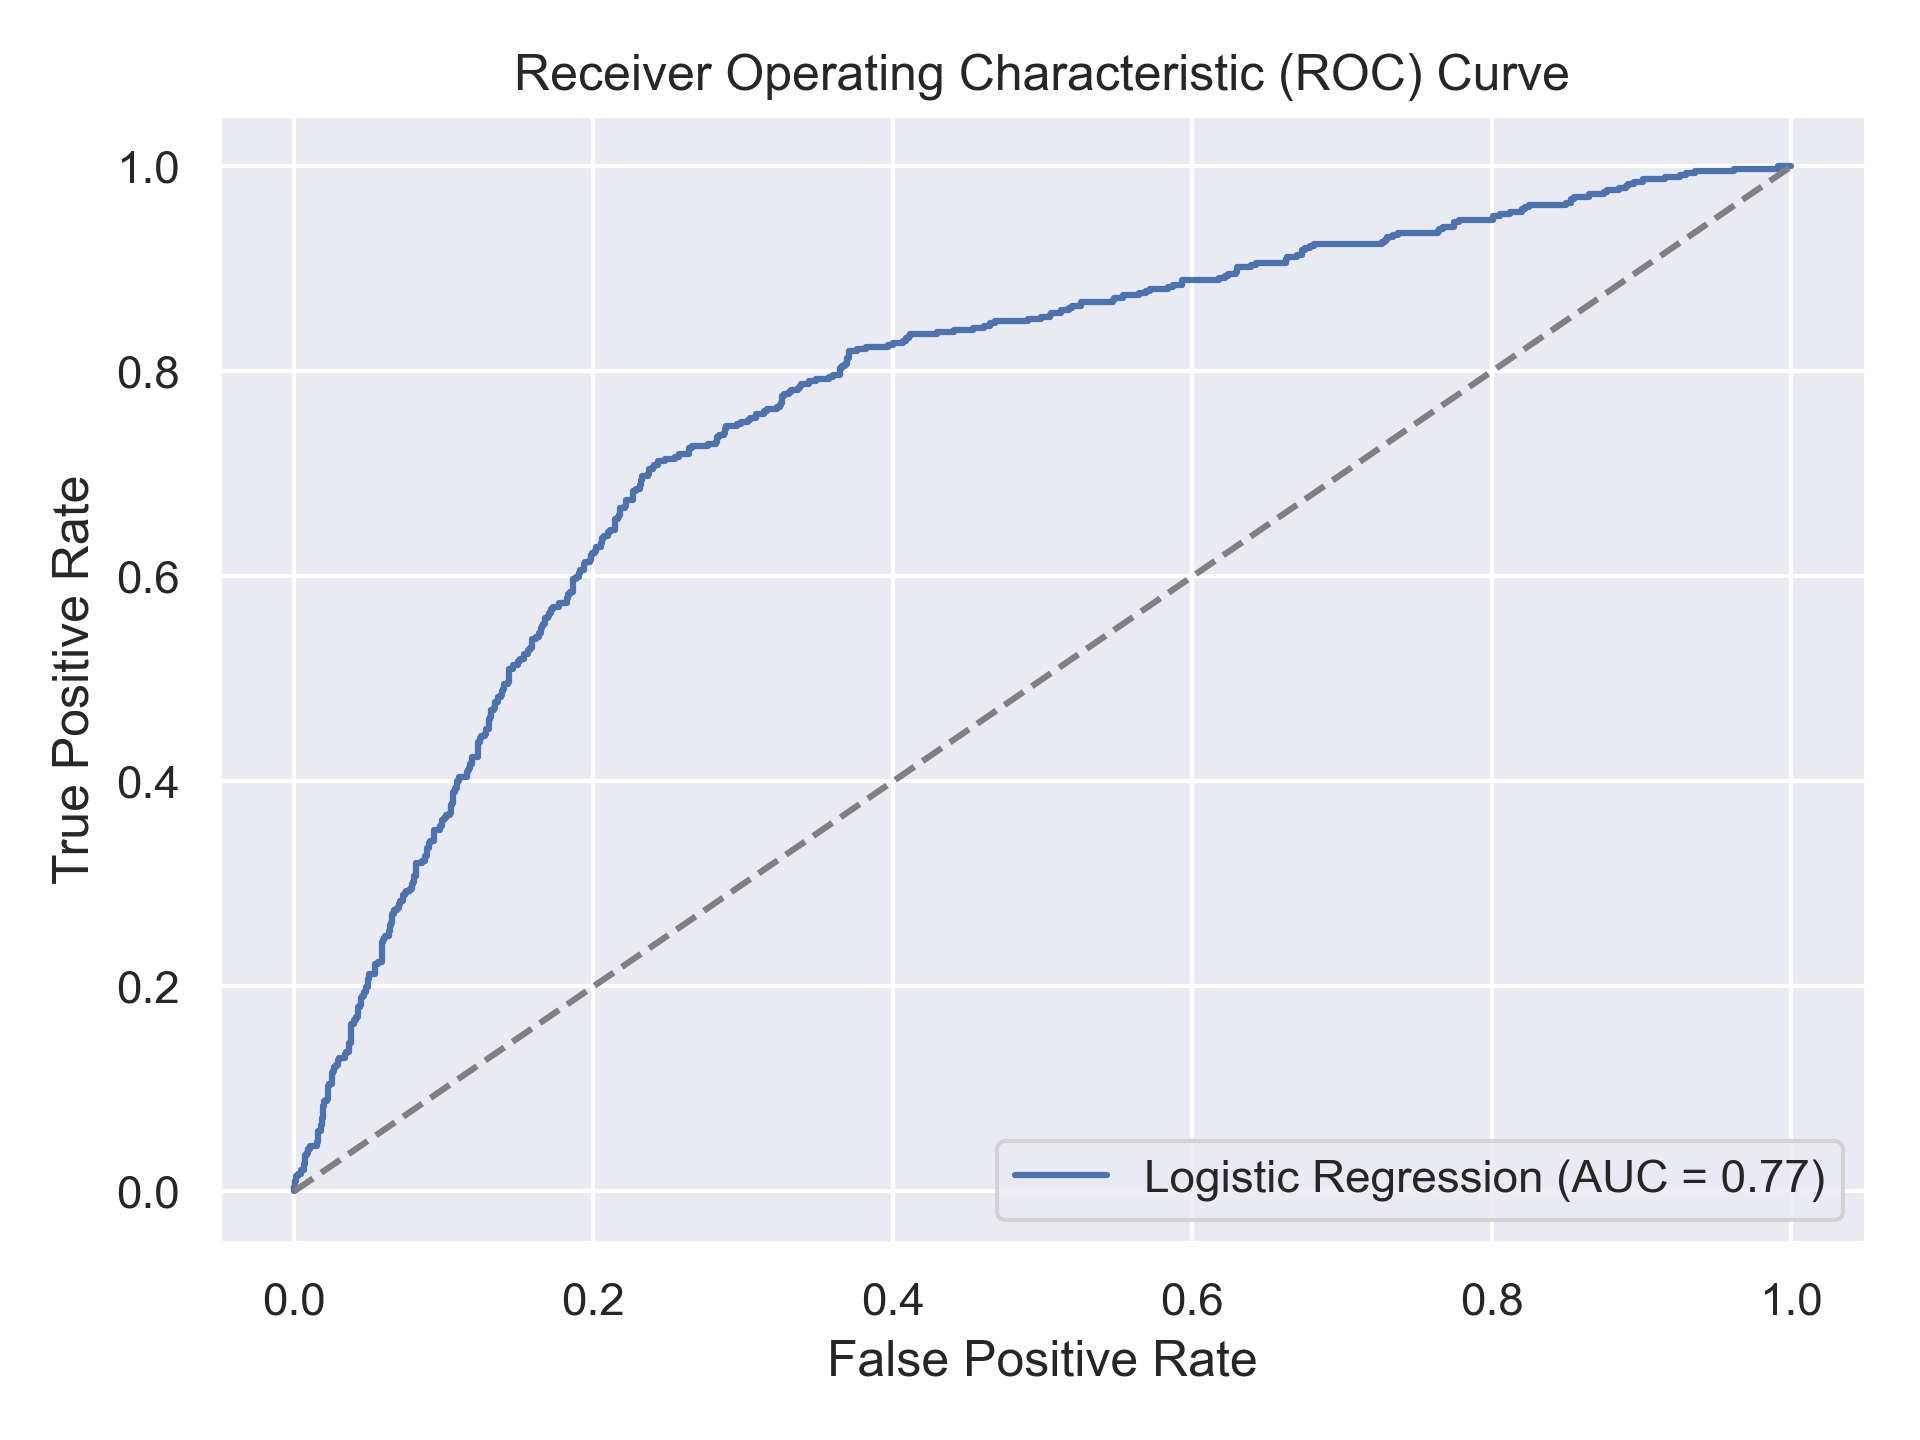 Receiver Operating Characteristic (ROC) Curve
1.0
0.8
0.6
0.4
0.2
0.0
True Positive Rate
Logistic Regression (AUC = 0.77)
0.0 0.2 0.4 0.6 0.8 1.0
False Positive Rate